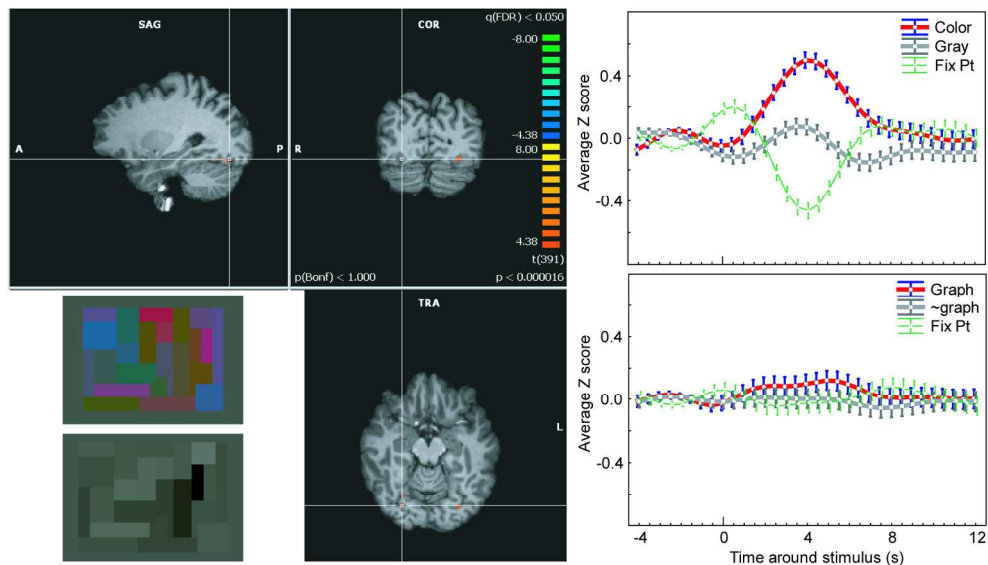 SAG
A
P
COR
R
q(FDR) < 0.050
-8.00
-4.38
8.00
4.38
t(391)
p(Bonf) < 1.000
p < 0.000016
TRA
L
Color
Gray
Fix Pt
0.4
0.0
-0.4
Average Z score
Graph
~graph
Fix Pt
0.4
0.0
-0.4
Average Z score
-4 0 4 8 12
Time around stimulus (s)